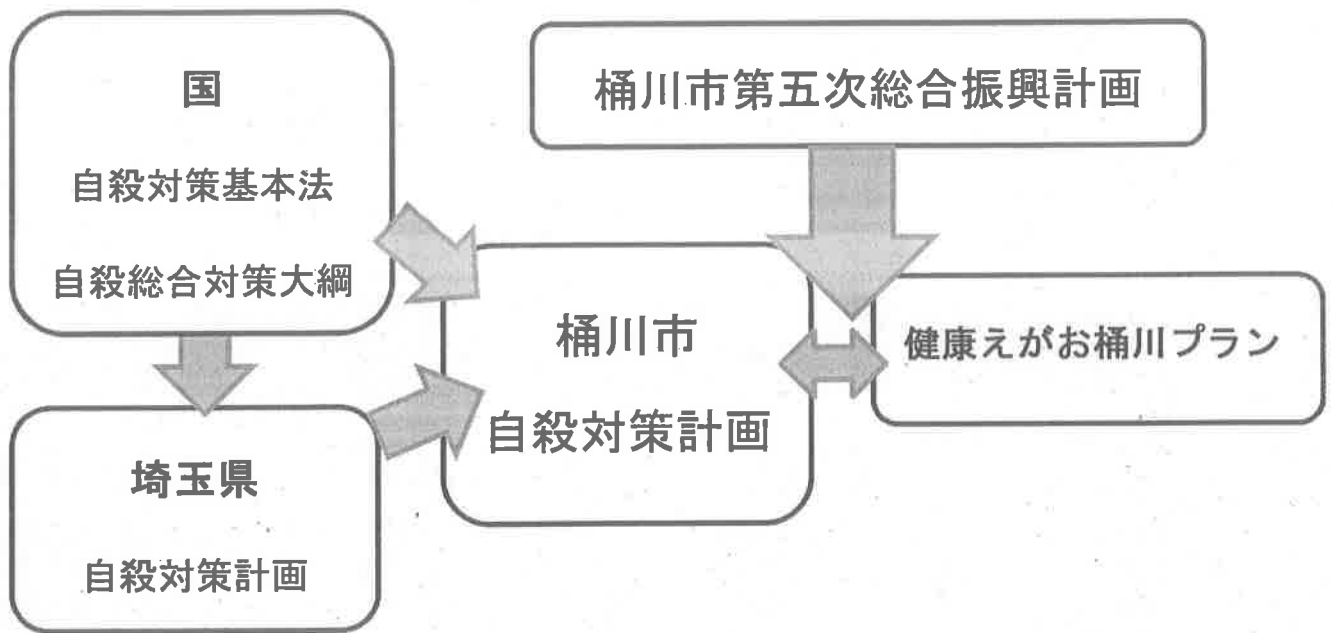 国
自殺対策基本法
自殺総合対策大綱
桶川市第五次総合振興計画
桶川市
自殺対策計画
健康えがお桶川プラン
埼玉県
自殺対策計画